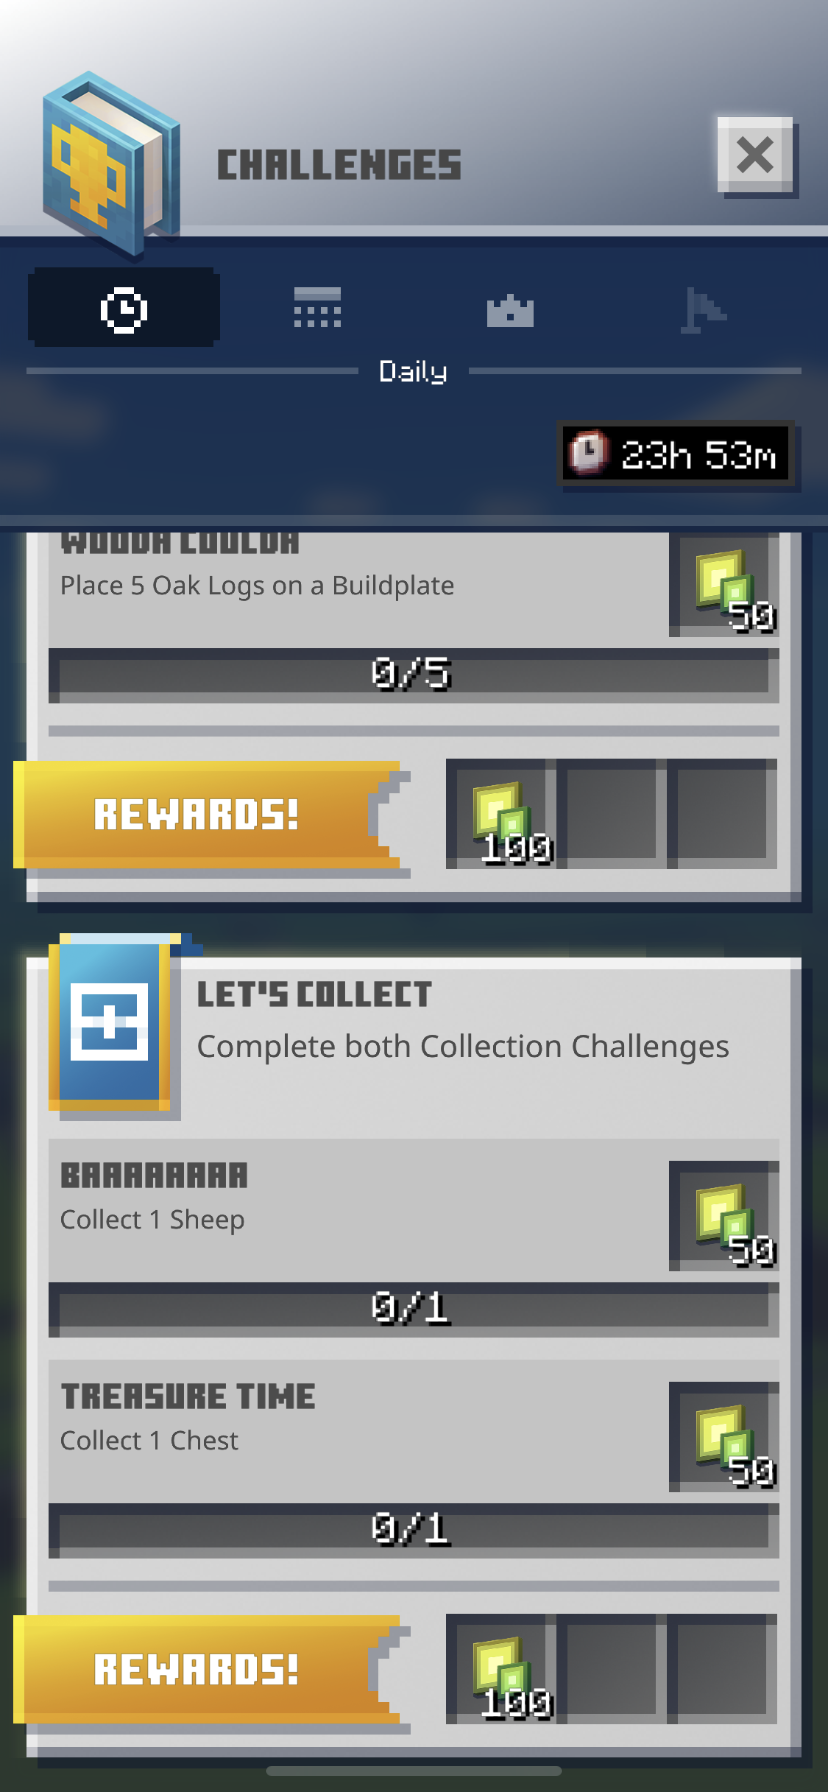 CHALLENGES
Daily
23h 53m
WOODA COULDA
Place 5 Oak Logs on a Buildplate
50
0/5
REWARDS!
100
LET'S COLLECT
Complete both Collection Challenges
BAAAAAAAA
Collect 1 Sheep
50
0/1
TREASURE TIME
Collect 1 Chest
50
0/1
REWARDS!
100